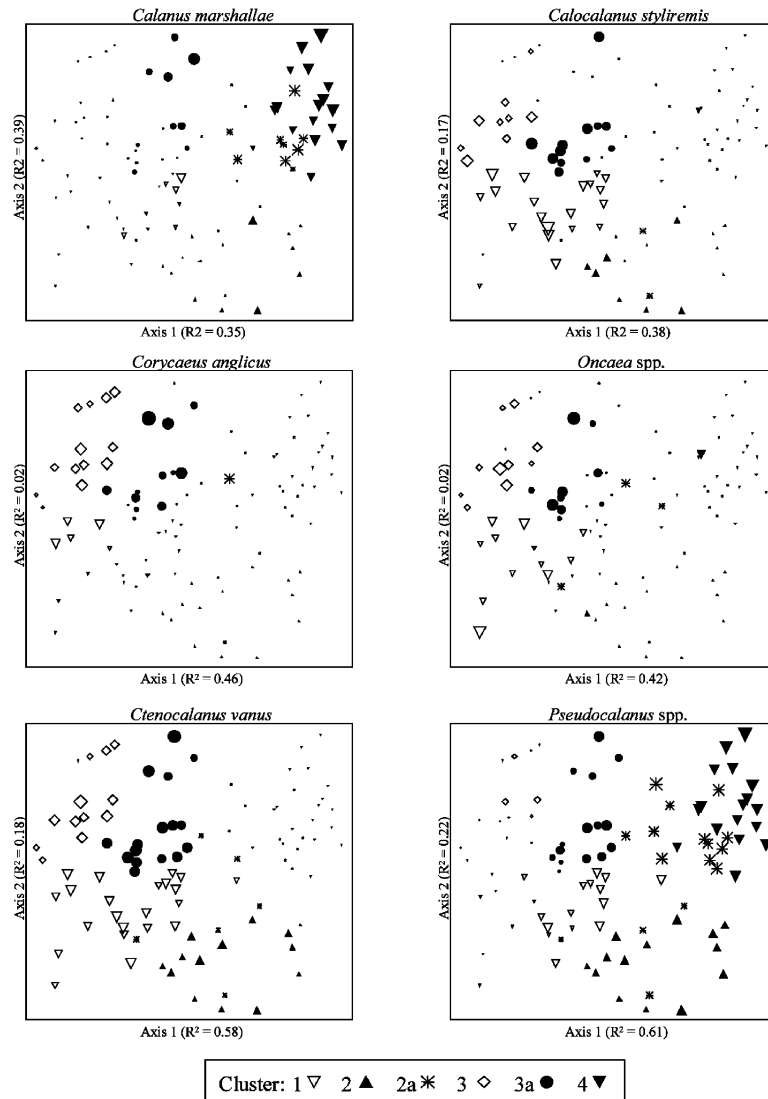 Calanus marshallae
Calocalanus styliremis
Axis 2 (R2 = 0.39)
Axis 2 (R2 = 0.17)
Axis 1 (R2 = 0.35)
Axis 1 (R2 = 0.38)
Corycaeus anglicus
Oncaea spp.
Axis 2 (R² = 0.02)
Axis 2 (R² = 0.02)
Axis 1 (R² = 0.46)
Axis 1 (R² = 0.42)
Ctenocalanus vanus
Pseudocalanus spp.
Axis 2 (R² = 0.18)
Axis 2 (R² = 0.22)
Axis 1 (R² = 0.58)
Axis 1 (R² = 0.61)
Cluster: 1 ▽ 2 ▲ 2a ✳ 3 ◇ 3a ● 4 ▼